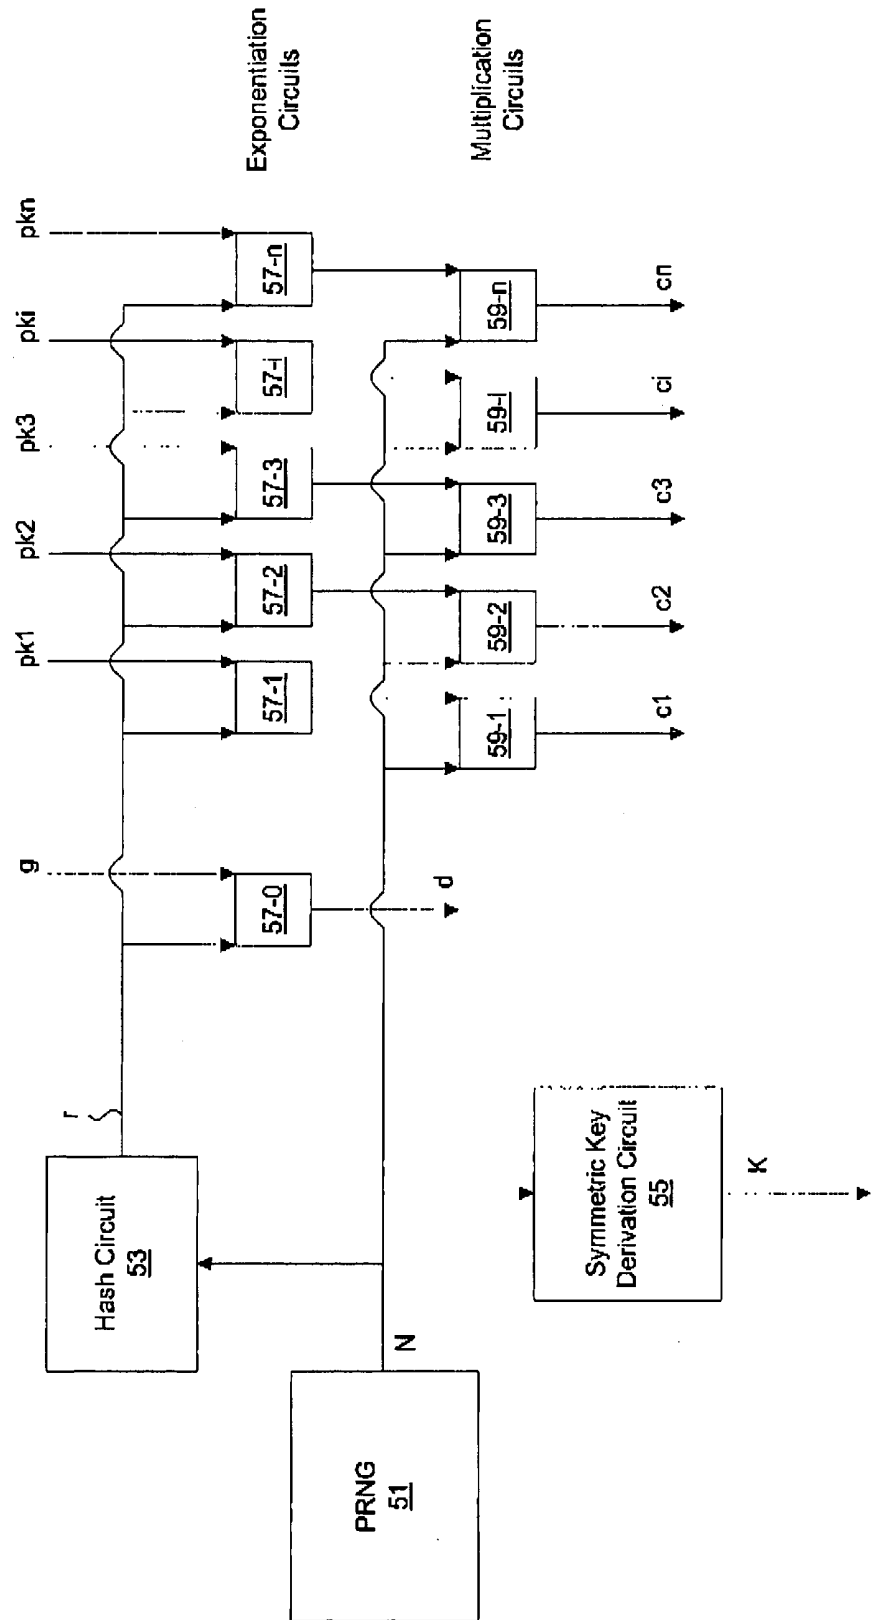 pk1
pk2
pk3
pki
pkn
g
r
Hash Circuit
53
57-0
57-1
57-2
57-3
57-i
57-n
Exponentiation
Circuits
PRNG
51
N
d
59-1
59-2
59-3
59-i
59-n
Multiplication
Circuits
c1
c2
c3
ci
cn
Symmetric Key
Derivation Circuit
55
K